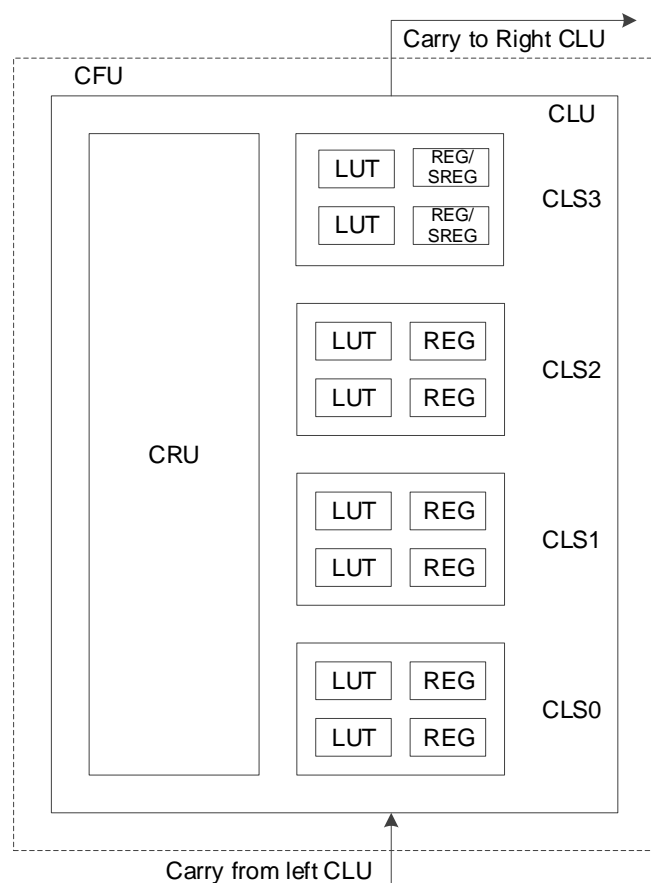 Carry to Right CLU
CFU
CLU
LUT
REG/
SREG
LUT
REG/
SREG
CLS3
LUT
REG
LUT
REG
CLS2
CRU
LUT
REG
LUT
REG
CLS1
LUT
REG
LUT
REG
CLS0
Carry from left CLU